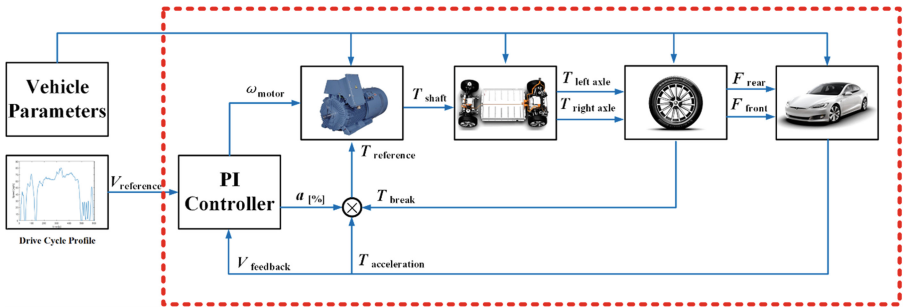 Vehicle
Parameters
ω motor
T shaft
T left axle
T right axle
F rear
F front
T reference
V reference
PI
Controller
a [%]
T break
V feedback
T acceleration
Drive Cycle Profile